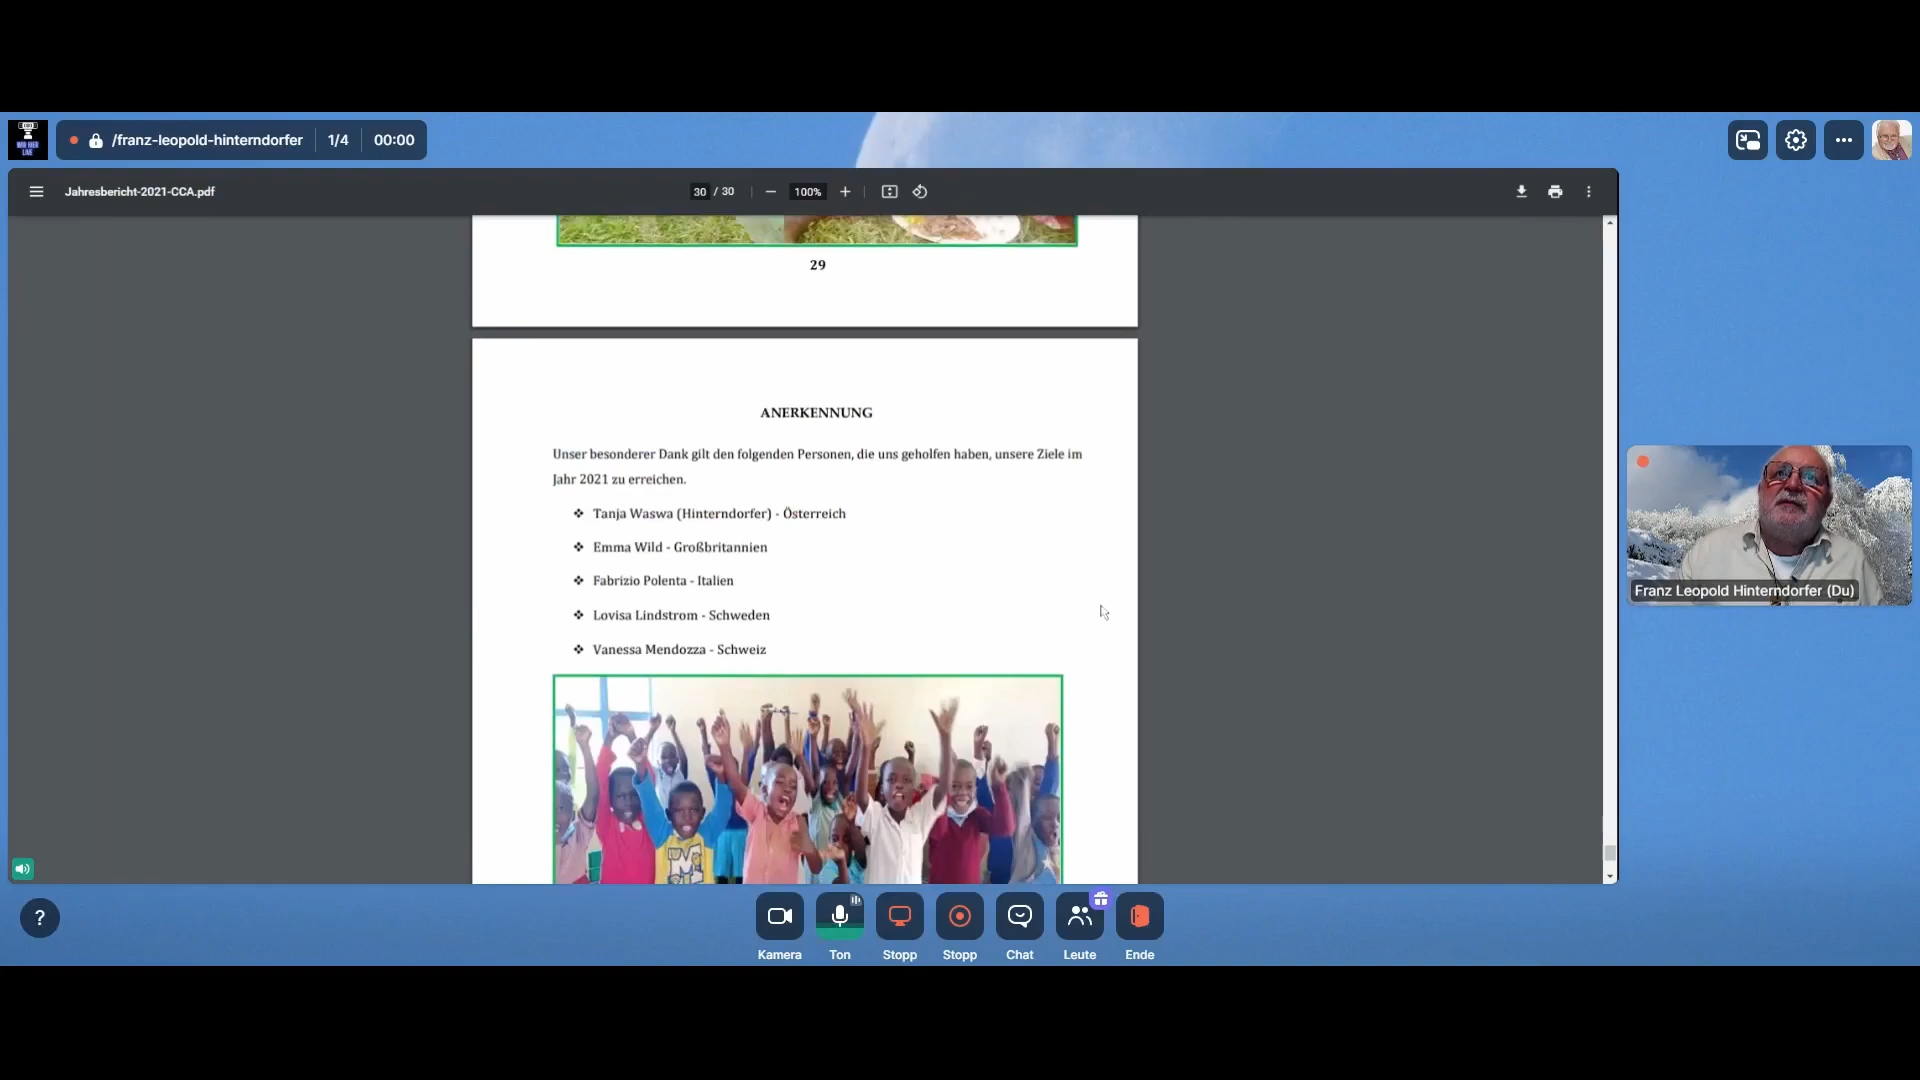 /franz-leopold-hinterndorfer 1/4 00:00
Jahresbericht-2021-CCA.pdf 30 / 30 — 100% +
29
ANERKENNUNG
Unser besonderer Dank gilt den folgenden Personen, die uns geholfen haben, unsere Ziele im
Jahr 2021 zu erreichen.
❖ Tanja Waswa (Hinterndorfer) - Österreich
❖ Emma Wild - Großbritannien
❖ Fabrizio Polenta - Italien
❖ Lovisa Lindstrom - Schweden
❖ Vanessa Mendozza - Schweiz
Franz Leopold Hinterndorfer (Du)
?
Kamera Ton Stopp Stopp Chat Leute Ende